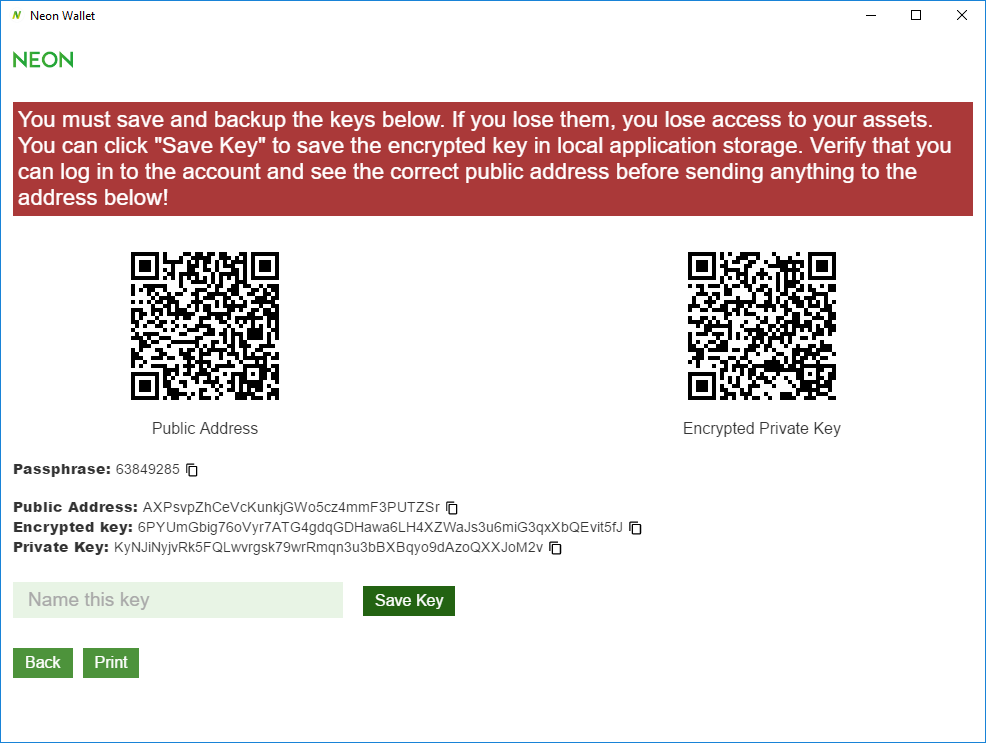 Neon Wallet
NEON
You must save and backup the keys below. If you lose them, you lose access to your assets.
You can click "Save Key" to save the encrypted key in local application storage. Verify that you
can log in to the account and see the correct public address before sending anything to the
address below!
Public Address
Encrypted Private Key
Passphrase: 63849285
Public Address: AXPsvpZhCeVcKunkjGWo5cz4mmF3PUTZSr
Encrypted key: 6PYUmGbig76oVyr7ATG4gdqGDHawa6LH4XZWaJs3u6miG3qxXbQEvit5fJ
Private Key: KyNJiNyjvRk5FQLwvrgsk79wrRmqn3u3bBXBqyo9dAzoQXXJoM2v
Name this key
Save Key
Back
Print